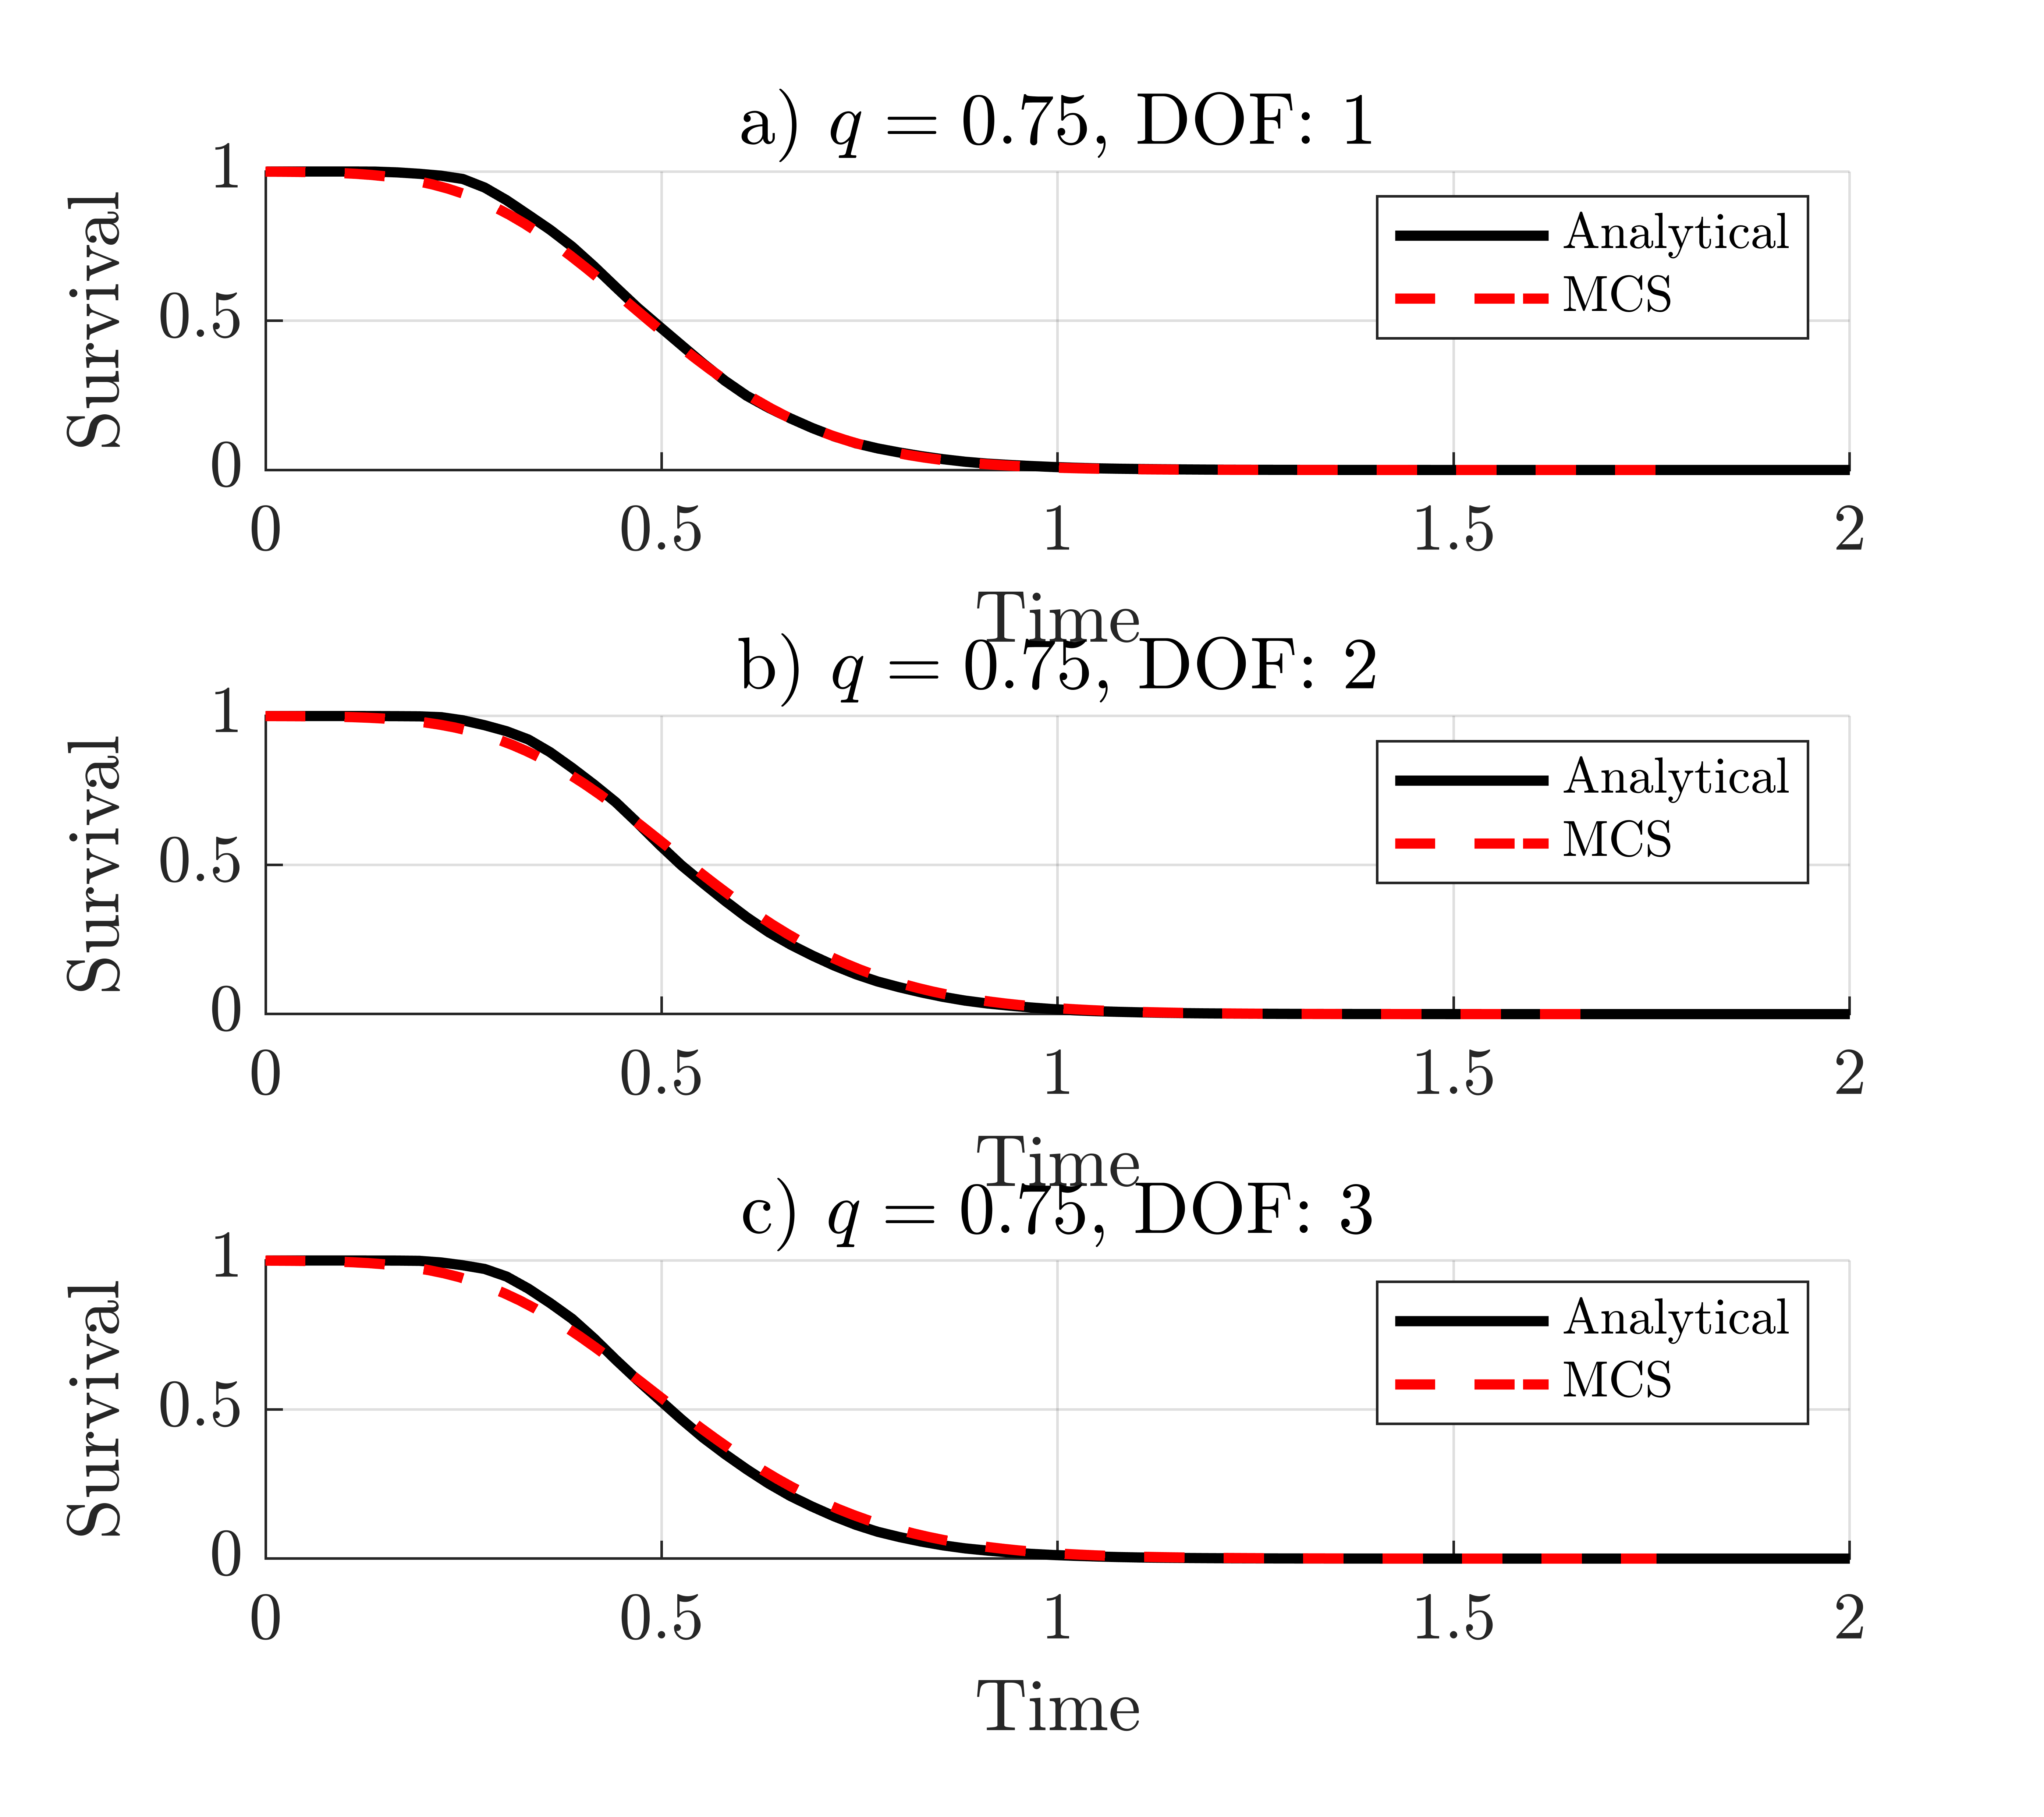 a) q = 0.75, DOF: 1
Survival
1
0.5
0
Analytical
MCS
0 0.5 1 1.5 2
Time
b) q = 0.75, DOF: 2
Survival
1
0.5
0
Analytical
MCS
0 0.5 1 1.5 2
Time
c) q = 0.75, DOF: 3
Survival
1
0.5
0
Analytical
MCS
0 0.5 1 1.5 2
Time